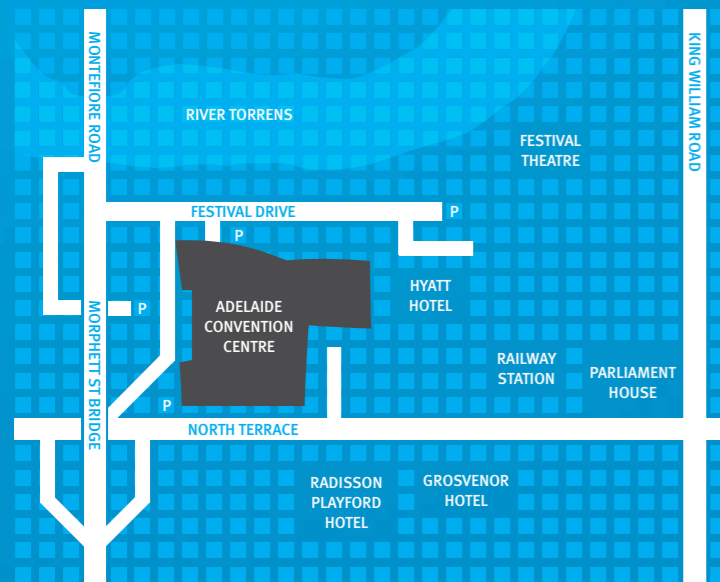 MONTEFIORE ROAD
KING WILLIAM ROAD
RIVER TORRENS
FESTIVAL
THEATRE
FESTIVAL DRIVE
P
P
HYATT
HOTEL
ADELAIDE
CONVENTION
CENTRE
P
MORPHETT ST BRIDGE
RAILWAY
STATION
PARLIAMENT
HOUSE
P
NORTH TERRACE
RADISSON
PLAYFORD
HOTEL
GROSVENOR
HOTEL